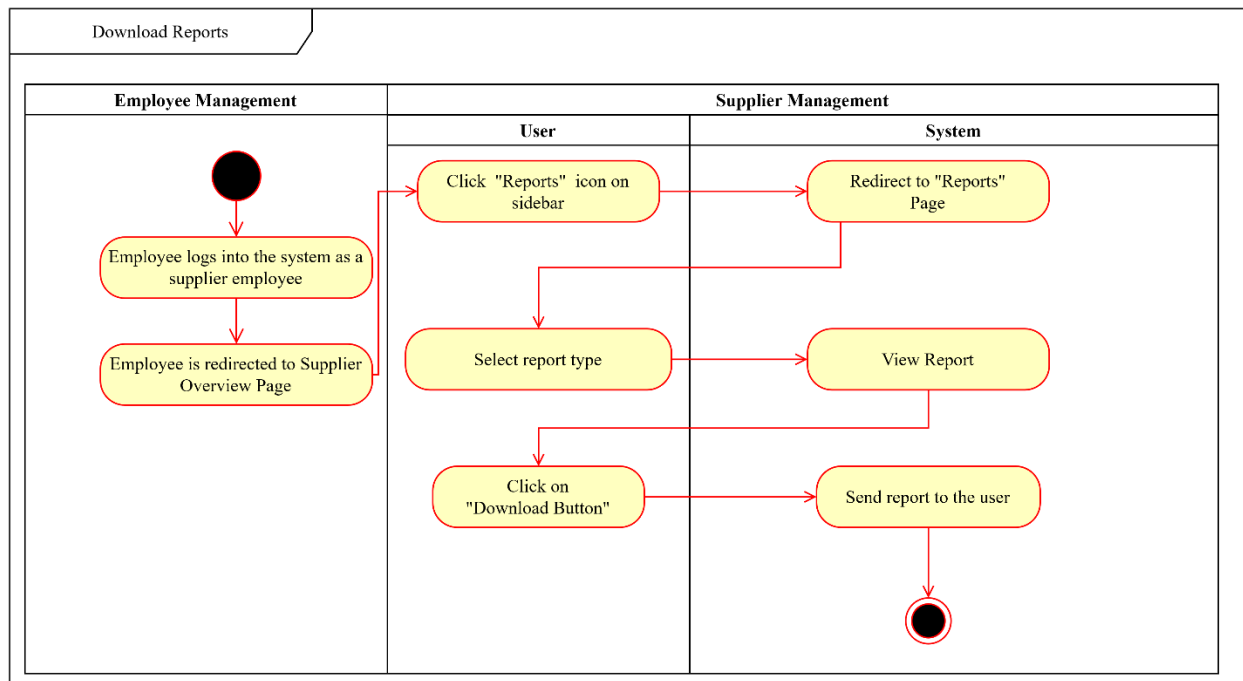 Download Reports
Employee Management
Supplier Management
User
System
Click "Reports" icon on
sidebar
Redirect to "Reports"
Page
Employee logs into the system as a
supplier employee
Employee is redirected to Supplier
Overview Page
Select report type
View Report
Click on
"Download Button"
Send report to the user